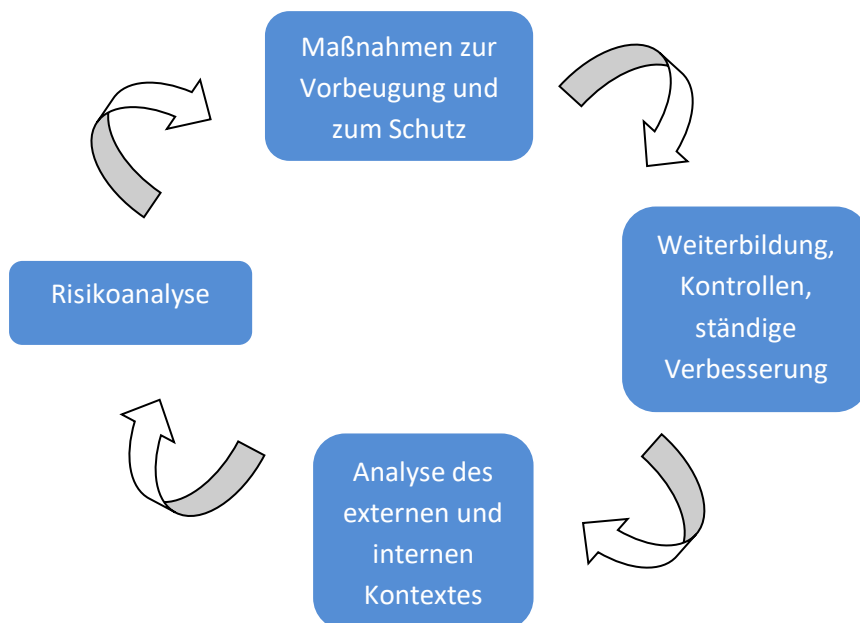 Maßnahmen zur
Vorbeugung und
zum Schutz
Weiterbildung,
Kontrollen,
ständige
Verbesserung
Risikoanalyse
Analyse des
externen und
internen
Kontextes